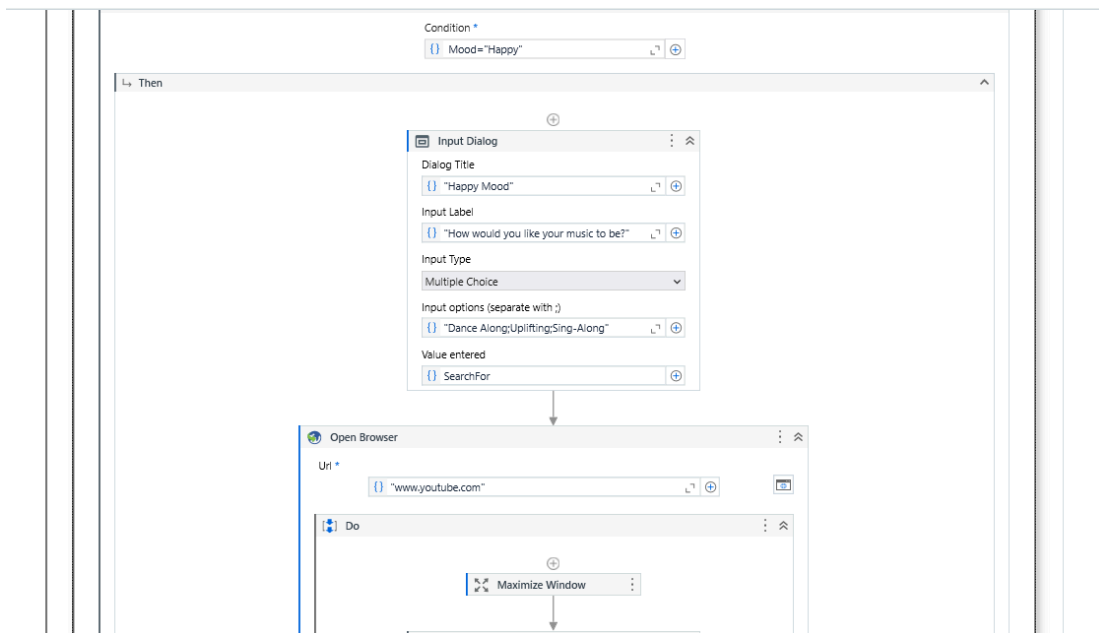 Condition *
{} Mood="Happy"
Then
Input Dialog
Dialog Title
{} "Happy Mood"
Input Label
{} "How would you like your music to be?"
Input Type
Multiple Choice
Input options (separate with ;)
{} "Dance Along;Uplifting;Sing-Along"
Value entered
{} SearchFor
Open Browser
Url *
{} "www.youtube.com"
Do
Maximize Window